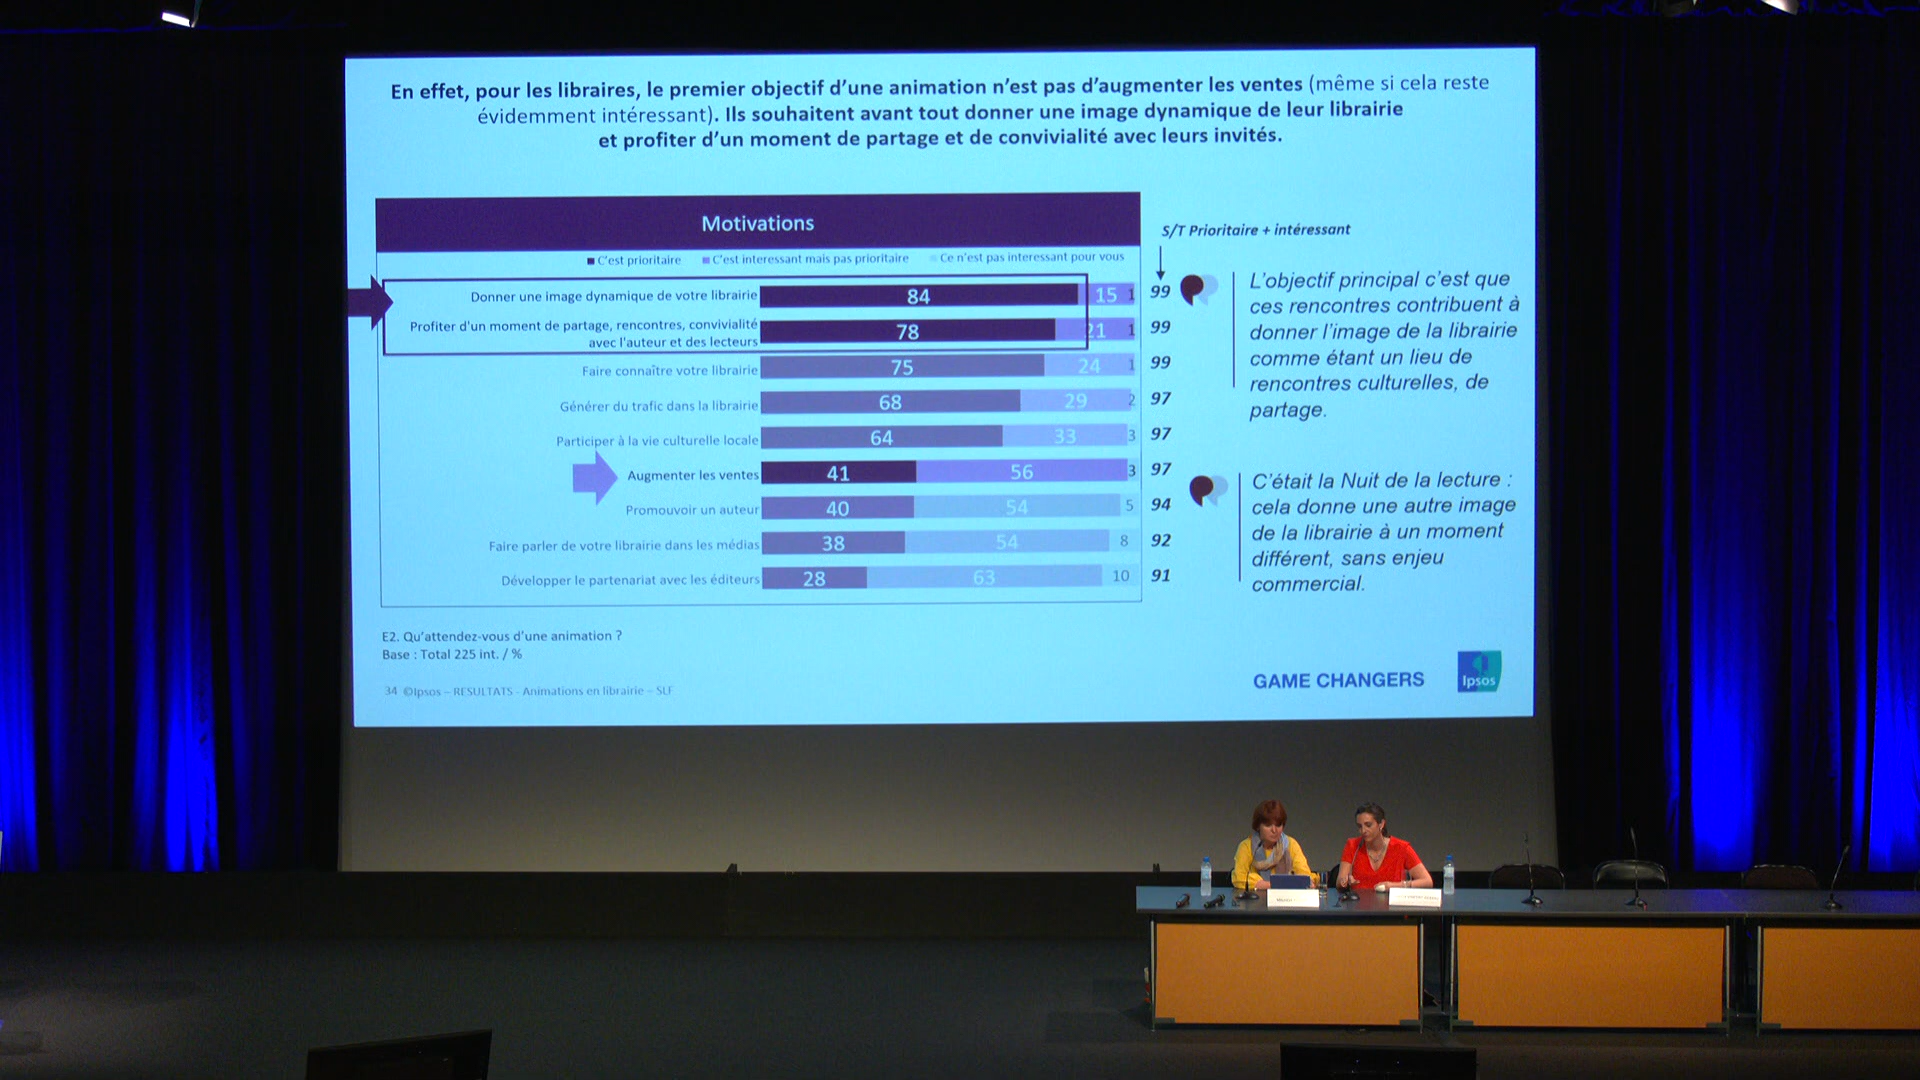 En effet, pour les libraires, le premier objectif d’une animation n’est pas d’augmenter les ventes (même si cela reste
évidemment intéressant). Ils souhaitent avant tout donner une image dynamique de leur librairie
et profiter d’un moment de partage et de convivialité avec leurs invités.
Motivations
S/T Prioritaire + intéressant
C'est prioritaire C'est interessant mais pas prioritaire Ce n'est pas interessant pour vous
Donner une image dynamique de votre librairie 84 15 1 99
Profiter d'un moment de partage, rencontres, convivialité
avec l'auteur et des lecteurs 78 21 1 99
Faire connaître votre librairie 75 24 1 99
Générer du trafic dans la librairie 68 29 2 97
Participer à la vie culturelle locale 64 33 3 97
Augmenter les ventes 41 56 3 97
Promouvoir un auteur 40 54 5 94
Faire parler de votre librairie dans les médias 38 54 8 92
Développer le partenariat avec les éditeurs 28 63 10 91
L’objectif principal c’est que
ces rencontres contribuent à
donner l’image de la librairie
comme étant un lieu de
rencontres culturelles, de
partage.
C’était la Nuit de la lecture :
cela donne une autre image
de la librairie à un moment
différent, sans enjeu
commercial.
E2. Qu’attendez-vous d’une animation ?
Base : Total 225 int. / %
34 ©Ipsos – RESULTATS - Animations en librairie – SLF
GAME CHANGERS
Ipsos